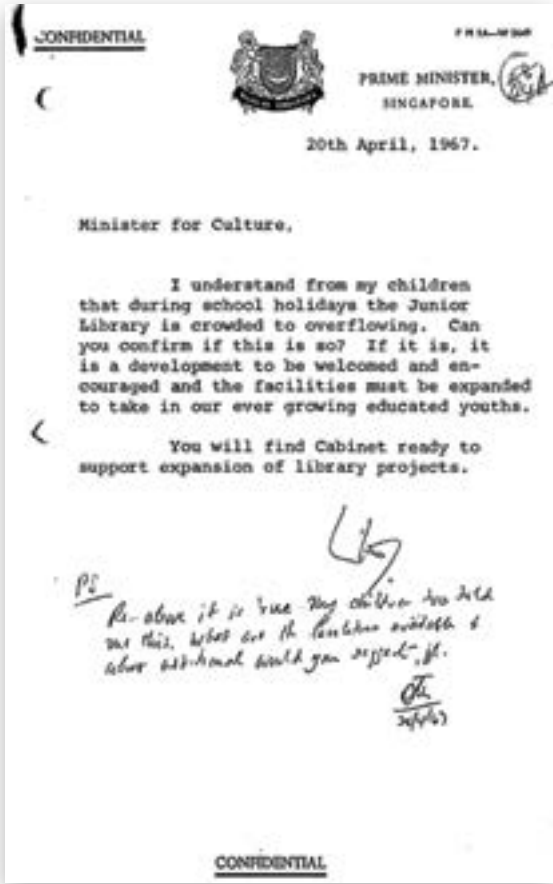 CONFIDENTIAL
PRIME MINISTER,
SINGAPORE.
20th April, 1967.
Minister for Culture,
I understand from my children
that during school holidays the Junior
Library is crowded to overflowing. Can
you confirm if this is so? If it is, it
is a development to be welcomed and en-
couraged and the facilities must be expanded
to take in our ever growing educated youths.
You will find Cabinet ready to
support expansion of library projects.
PS
Re-above it is true my children too told
me this. What are the facilities available &
what additional would you suggest, pl.
CONFIDENTIAL